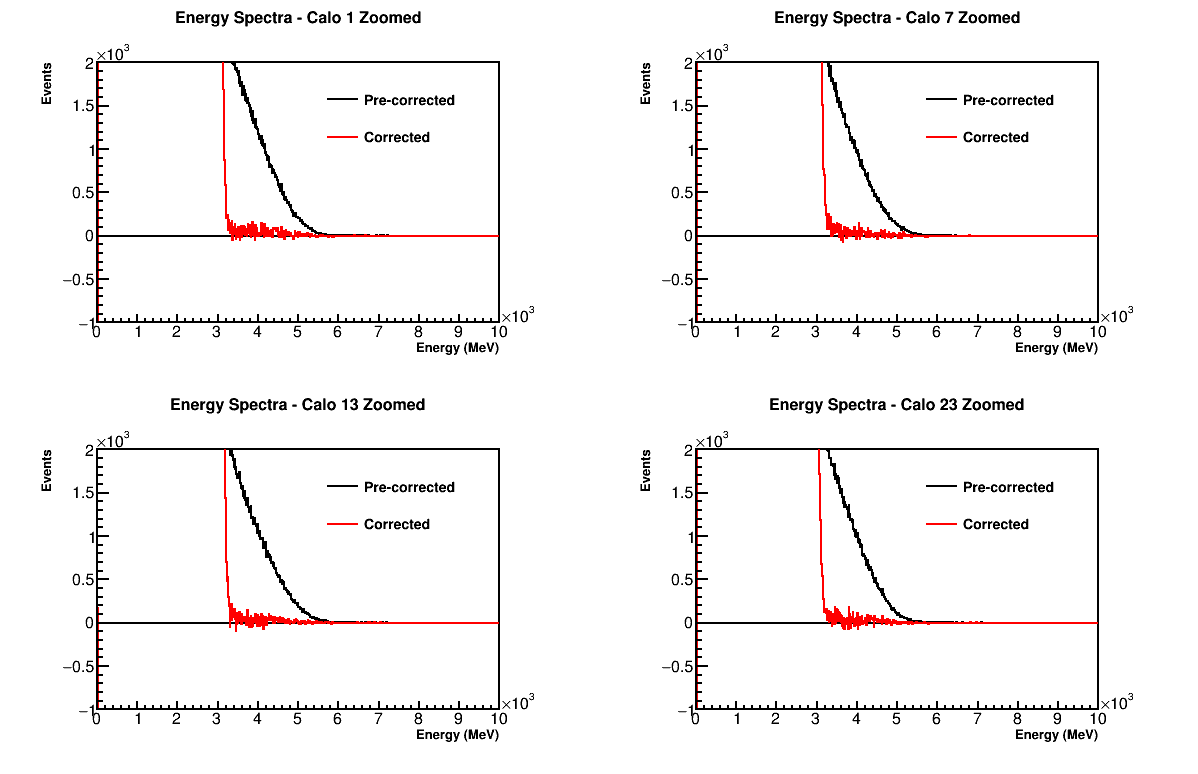 Energy Spectra - Calo 1 Zoomed
×10³
Events
2
1.5
1
0.5
0
−0.5
−1
Pre-corrected
Corrected
0 1 2 3 4 5 6 7 8 9 10
×10³
Energy (MeV)
Energy Spectra - Calo 7 Zoomed
×10³
Events
2
1.5
1
0.5
0
−0.5
−1
Pre-corrected
Corrected
0 1 2 3 4 5 6 7 8 9 10
×10³
Energy (MeV)
Energy Spectra - Calo 13 Zoomed
×10³
Events
2
1.5
1
0.5
0
−0.5
−1
Pre-corrected
Corrected
0 1 2 3 4 5 6 7 8 9 10
×10³
Energy (MeV)
Energy Spectra - Calo 23 Zoomed
×10³
Events
2
1.5
1
0.5
0
−0.5
−1
Pre-corrected
Corrected
0 1 2 3 4 5 6 7 8 9 10
×10³
Energy (MeV)